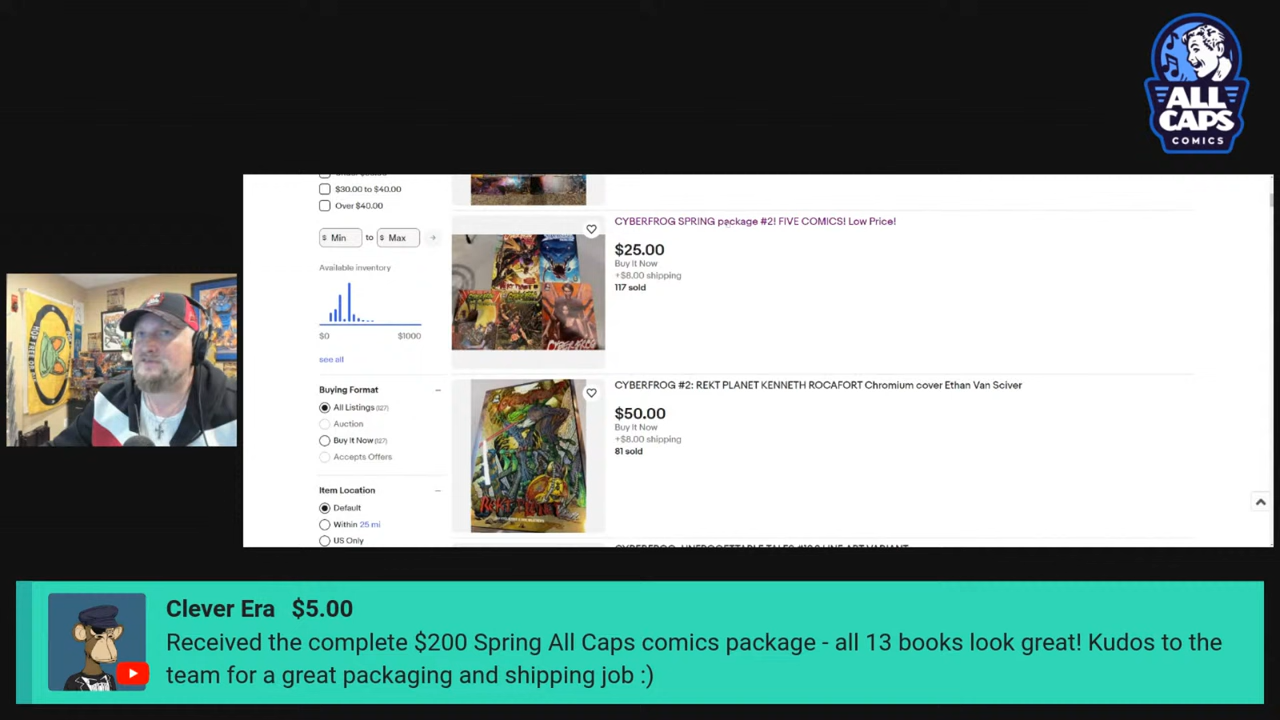 ALL
CAPS
COMICS
$30.00 to $40.00
Over $40.00
$ Min to $ Max
Available inventory
$0 $1000
see all
Buying Format
All Listings (127)
Auction
Buy It Now (127)
Accepts Offers
Item Location
Default
Within 25 mi
US Only
CYBERFROG SPRING package #2! FIVE COMICS! Low Price!
$25.00
Buy It Now
+$8.00 shipping
117 sold
CYBERFROG #2: REKT PLANET KENNETH ROCAFORT Chromium cover Ethan Van Sciver
$50.00
Buy It Now
+$8.00 shipping
81 sold
Clever Era $5.00
Received the complete $200 Spring All Caps comics package - all 13 books look great! Kudos to the
team for a great packaging and shipping job :)